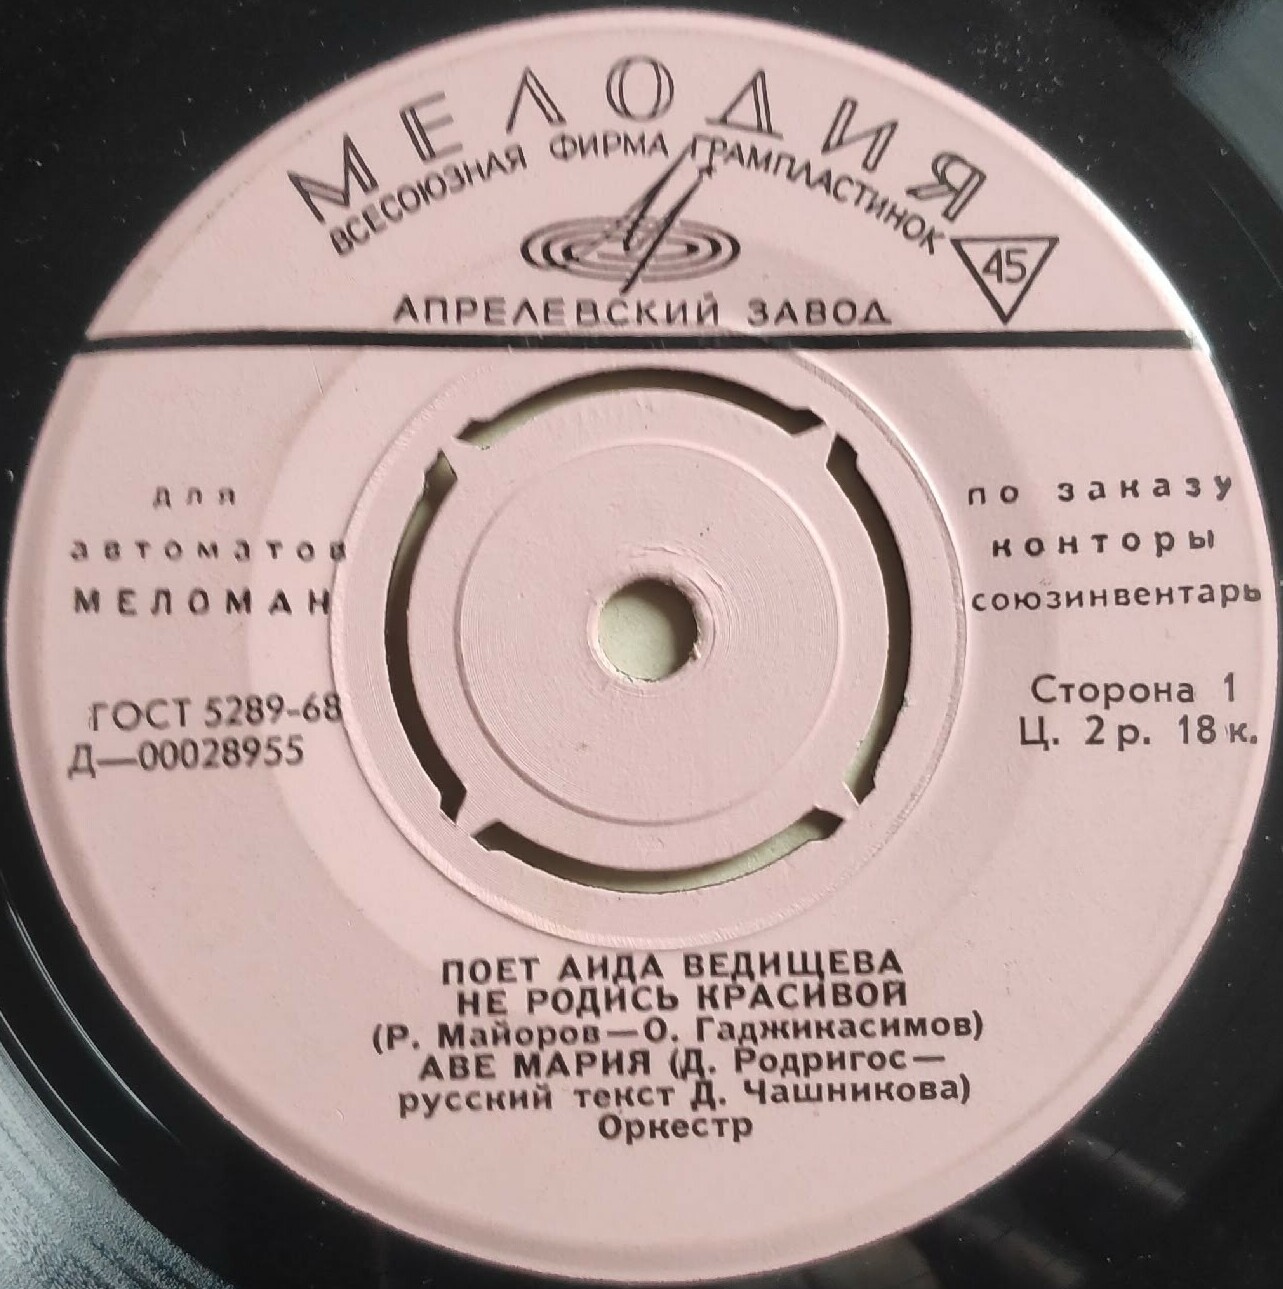 МЕЛОДИЯ
ВСЕСОЮЗНАЯ ФИРМА ГРАМПЛАСТИНОК
45
АПРЕЛЕВСКИЙ ЗАВОД
для
автоматов
МЕЛОМАН
по заказу
конторы
союзинвентарь
ГОСТ 5289-68
Д—00028955
Сторона 1
Ц. 2 р. 18 к.
ПОЕТ АИДА ВЕДИЩЕВА
НЕ РОДИСЬ КРАСИВОЙ
(Р. Майоров—О. Гаджикасимов)
АВЕ МАРИЯ (Д. Родригос—
русский текст Д. Чашникова)
Оркестр